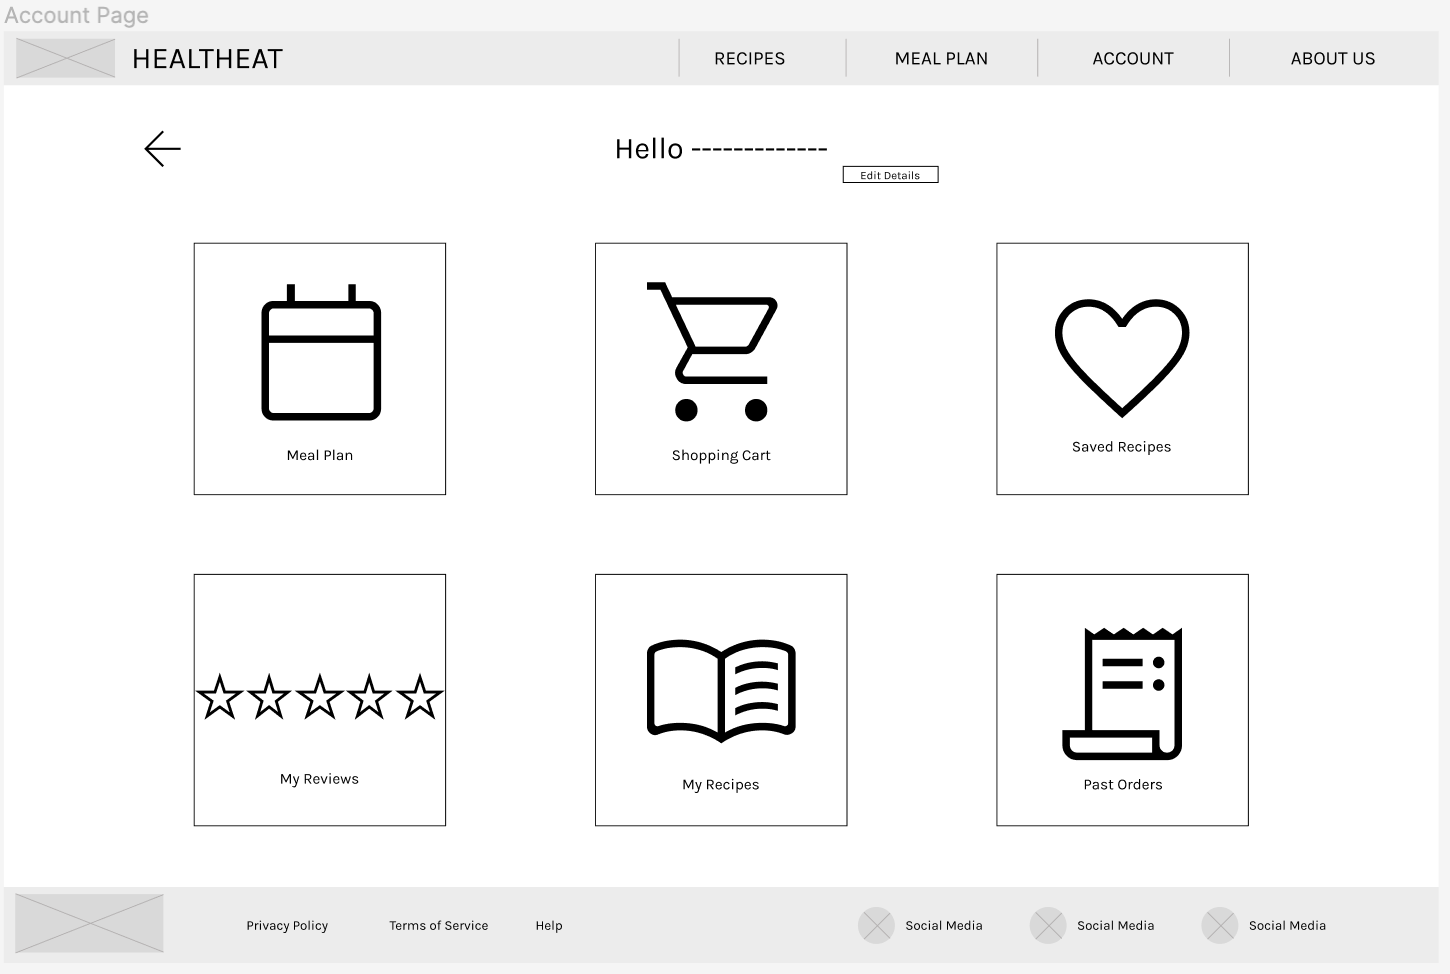 Account Page
HEALTHEAT
RECIPES
MEAL PLAN
ACCOUNT
ABOUT US
Hello -------------
Edit Details
Meal Plan
Shopping Cart
Saved Recipes
My Reviews
My Recipes
Past Orders
Privacy Policy
Terms of Service
Help
Social Media
Social Media
Social Media